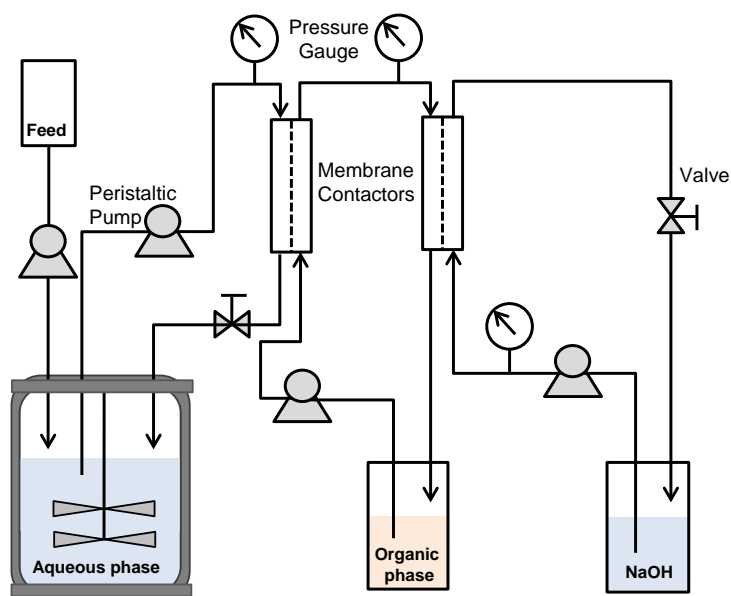 Pressure
Gauge
Feed
Membrane
Contactors
Valve
Peristaltic
Pump
Aqueous phase
Organic
phase
NaOH